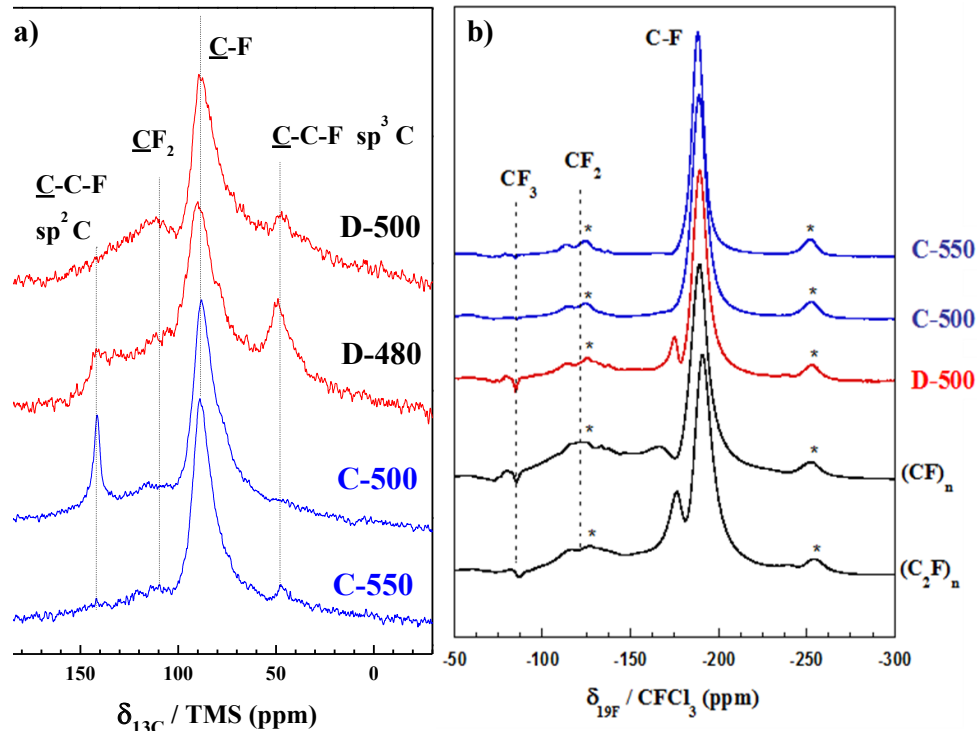 a)
C-F
C-C-F sp³ C
CF₂
C-C-F
sp² C
D-500
D-480
C-500
C-550
150 100 50 0
δ₁₃C / TMS (ppm)
b)
C-F
CF₃
CF₂
*
*
C-550
*
*
C-500
*
*
D-500
*
*
(CF)ₙ
*
*
(C₂F)ₙ
-50 -100 -150 -200 -250 -300
δ₁₉F / CFCl₃ (ppm)